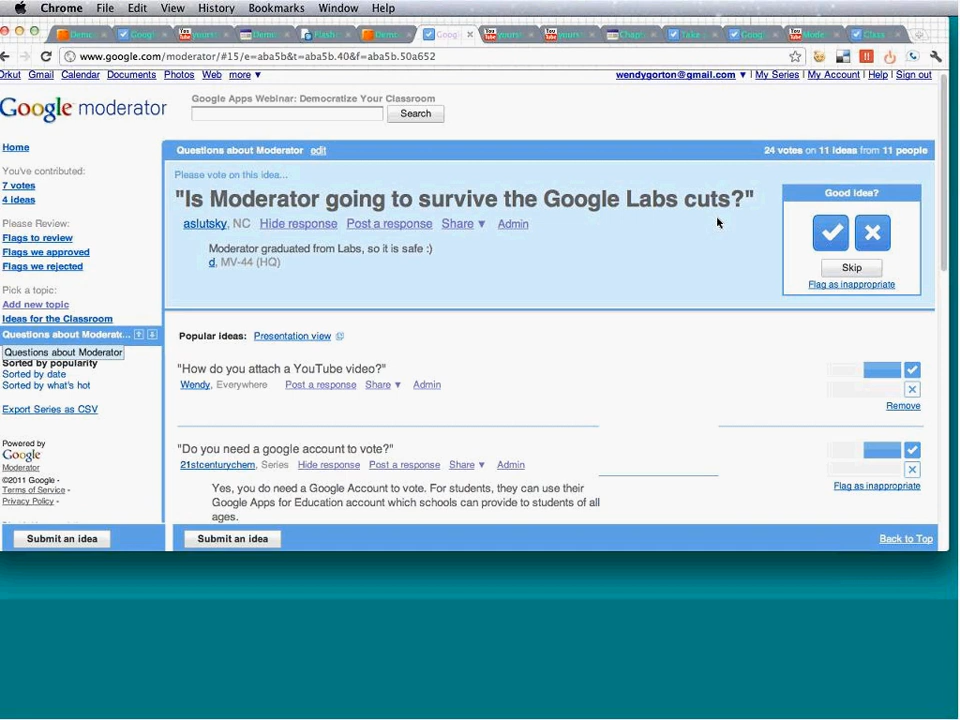 Chrome File Edit View History Bookmarks Window Help
www.google.com/moderator/#15/e=aba5b&t=aba5b.40&f=aba5b.50a652
Orkut Gmail Calendar Documents Photos Web more ▼
wendygorton@gmail.com ▼ | My Series | My Account | Help | Sign out
Google moderator
Google Apps Webinar: Democratize Your Classroom
Search
Home
You've contributed:
7 votes
4 ideas
Please Review:
Flags to review
Flags we approved
Flags we rejected
Pick a topic:
Add new topic
Ideas for the Classroom
Questions about Moderat...
Questions about Moderator
Sorted by popularity
Sorted by date
Sorted by what's hot
Export Series as CSV
Powered by
Google
Moderator
©2011 Google -
Terms of Service -
Privacy Policy -
Submit an idea
Questions about Moderator edit
24 votes on 11 ideas from 11 people
Please vote on this idea...
"Is Moderator going to survive the Google Labs cuts?"
aslutsky, NC Hide response Post a response Share ▼ Admin
Moderator graduated from Labs, so it is safe :)
d, MV-44 (HQ)
Good idea?
Skip
Flag as inappropriate
Popular ideas: Presentation view
"How do you attach a YouTube video?"
Wendy, Everywhere Post a response Share ▼ Admin
Remove
"Do you need a google account to vote?"
21stcenturychem, Series Hide response Post a response Share ▼ Admin
Flag as inappropriate
Yes, you do need a Google Account to vote. For students, they can use their
Google Apps for Education account which schools can provide to students of all
ages.
Submit an idea
Back to Top